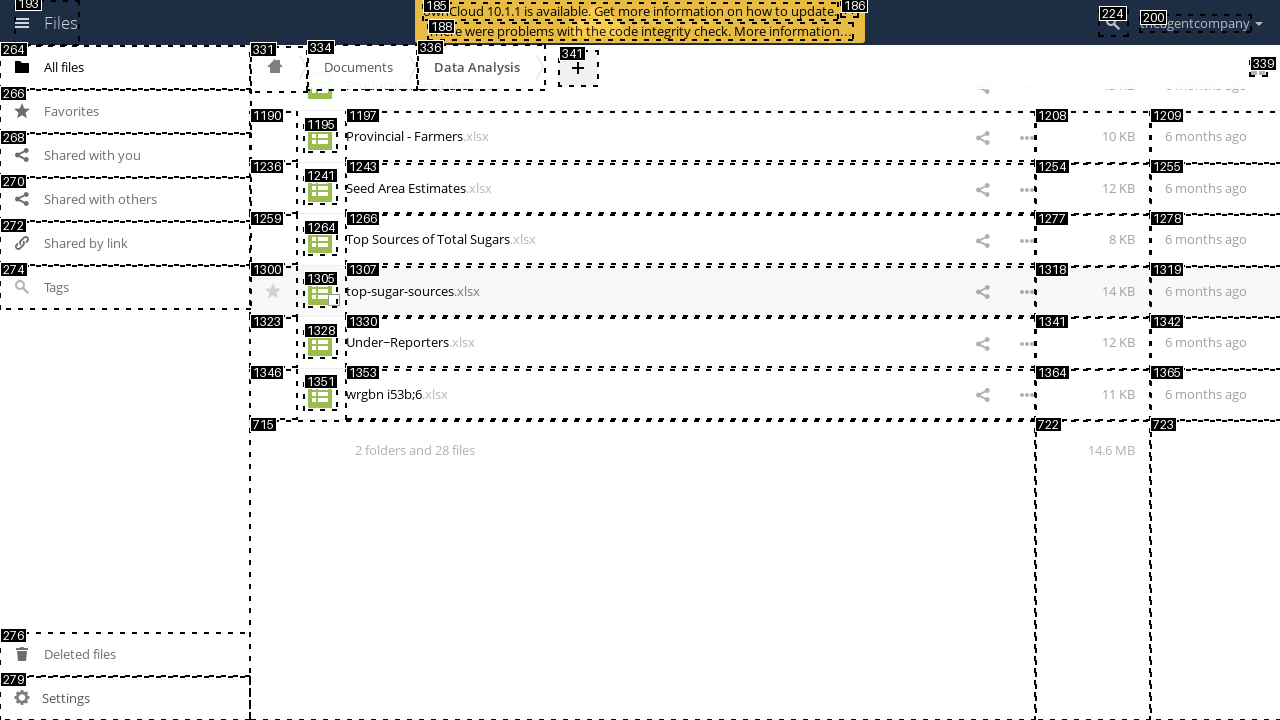 193
185
186
188
224
200
Files
ownCloud 10.1.1 is available. Get more information on how to update.
There were problems with the code integrity check. More information…
264
All files
266
Favorites
268
Shared with you
270
Shared with others
272
Shared by link
274
Tags
276
Deleted files
279
Settings
331
334
Documents
336
Data Analysis
341
+
339
6 months ago
1190
1195
1197
Provincial - Farmers.xlsx
1208
10 KB
1209
6 months ago
1236
1241
1243
Seed Area Estimates.xlsx
1254
12 KB
1255
6 months ago
1259
1264
1266
Top Sources of Total Sugars.xlsx
1277
8 KB
1278
6 months ago
1300
1305
1307
top-sugar-sources.xlsx
1318
14 KB
1319
6 months ago
1323
1328
1330
Under–Reporters.xlsx
1341
12 KB
1342
6 months ago
1346
1351
1353
wrgbn i53b;6.xlsx
1364
11 KB
1365
6 months ago
715
2 folders and 28 files
722
14.6 MB
723